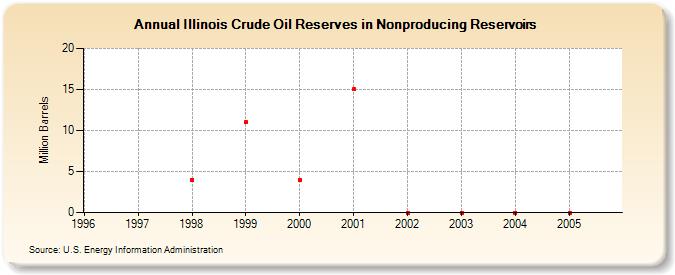 Annual Illinois Crude Oil Reserves in Nonproducing Reservoirs
Million Barrels
20
15
10
5
0
1996 1997 1998 1999 2000 2001 2002 2003 2004 2005
Source: U.S. Energy Information Administration